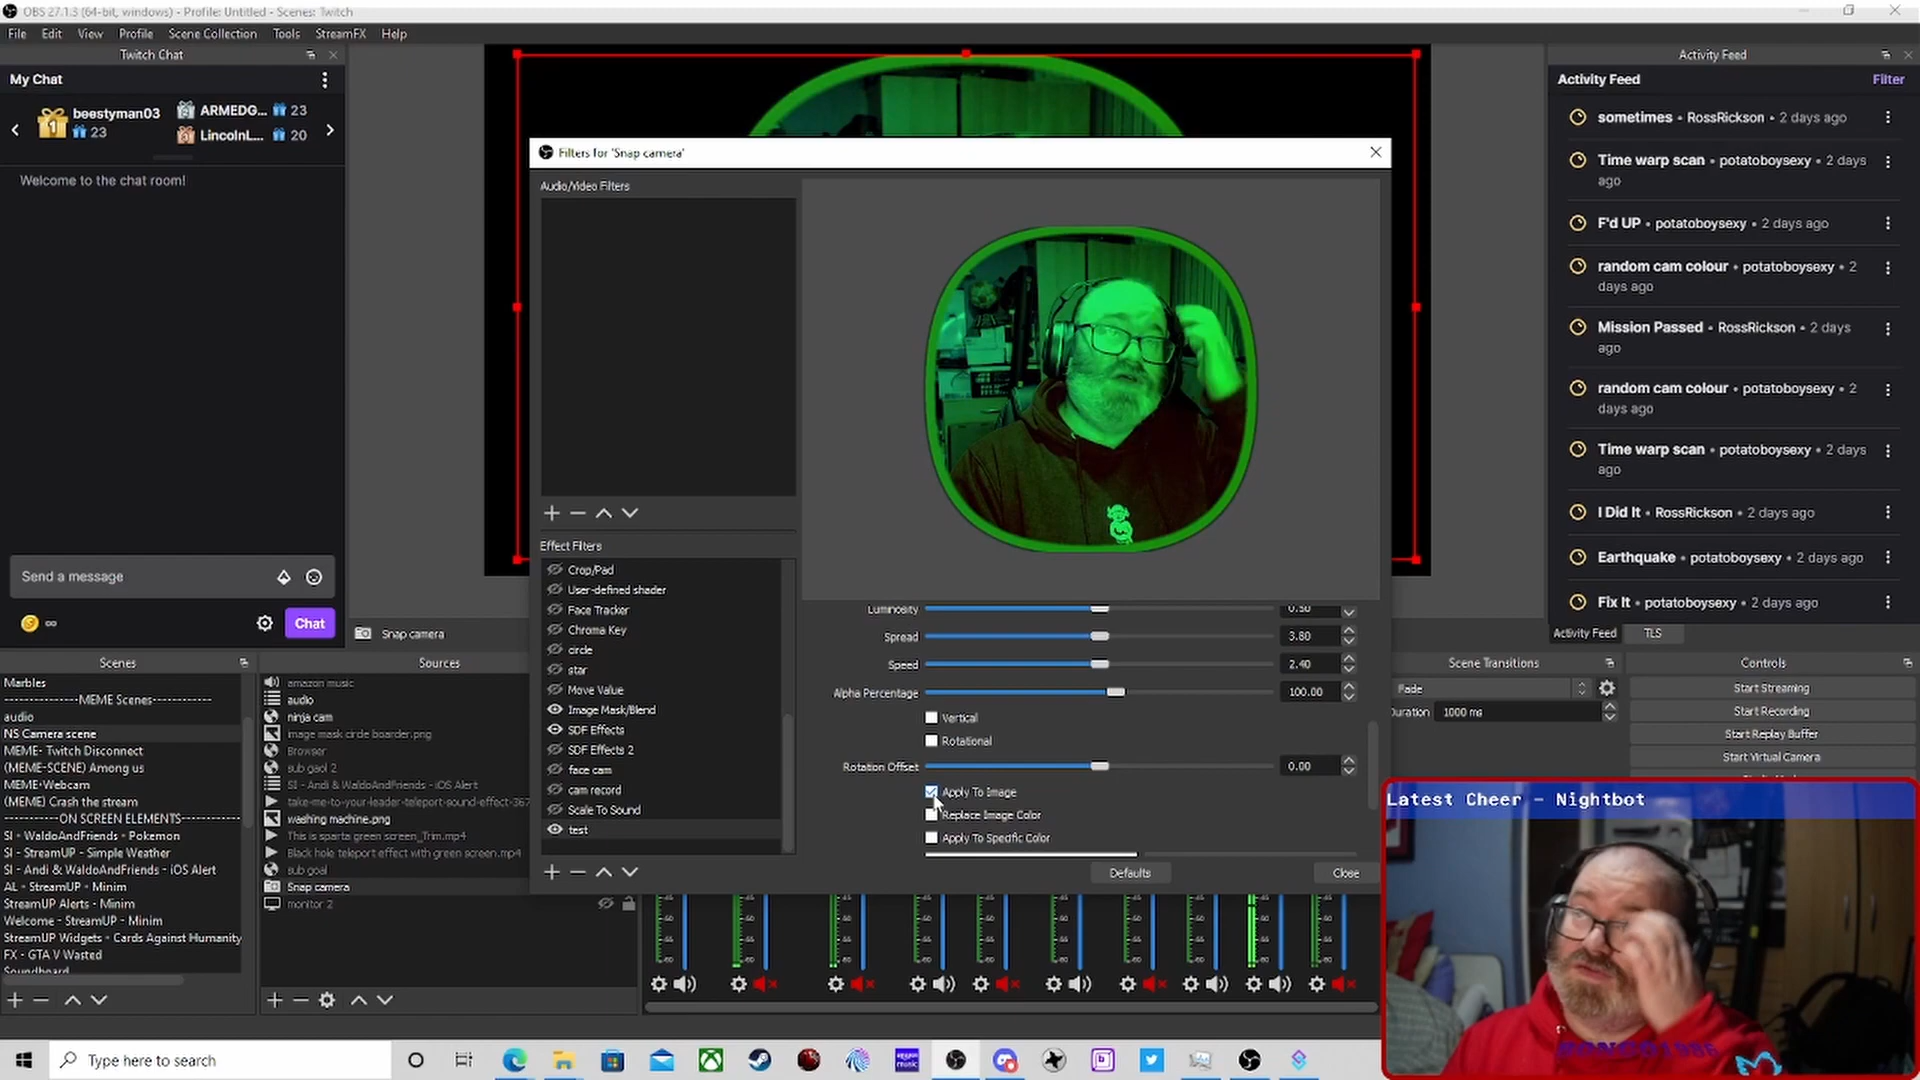 OBS 27.1.3 (64-bit, windows) - Profile: Untitled - Scenes: Twitch
File Edit View Profile Scene Collection Tools StreamFX Help
Twitch Chat
My Chat
beestyman03
23
ARMEDG... 23
LincolnL... 20
Welcome to the chat room!
Send a message
Chat
Snap camera
Scenes
Marbles
---MEME Scenes---
audio
NS Camera scene
MEME- Twitch Disconnect
(MEME-SCENE) Among us
MEME-Webcam
(MEME) Crash the stream
---ON SCREEN ELEMENTS---
SI • WaldoAndFriends • Pokemon
SI - StreamUP - Simple Weather
SI - Andi & WaldoAndFriends - iOS Alert
AL • StreamUP • Minim
StreamUP Alerts - Minim
Welcome - StreamUP - Minim
StreamUP Widgets • Cards Against Humanity
FX - GTA V Wasted
Soundboard
Sources
amazon music
audio
ninja cam
image mask circle boarder.png
Browser
sub gaol 2
SI - Andi & WaldoAndFriends - iOS Alert
take-me-to-your-leader-teleport-sound-effect-367
washing machine.png
This is sparta green screen_Trim.mp4
Black hole teleport effect with green screen.mp4
sub goal
Snap camera
monitor 2
Filters for 'Snap camera'
Audio/Video Filters
Effect Filters
Crop/Pad
User-defined shader
Face Tracker
Chroma Key
circle
star
Move Value
Image Mask/Blend
SDF Effects
SDF Effects 2
face cam
cam record
Scale To Sound
test
Luminosity 0.50
Spread 3.80
Speed 2.40
Alpha Percentage 100.00
Vertical
Rotational
Rotation Offset 0.00
Apply To Image
Replace Image Color
Apply To Specific Color
Defaults
Close
Activity Feed
Activity Feed
Filter
sometimes • RossRickson • 2 days ago
Time warp scan • potatoboysexy • 2 days
ago
F'd UP • potatoboysexy • 2 days ago
random cam colour • potatoboysexy • 2
days ago
Mission Passed • RossRickson • 2 days
ago
random cam colour • potatoboysexy • 2
days ago
Time warp scan • potatoboysexy • 2 days
ago
I Did It • RossRickson • 2 days ago
Earthquake • potatoboysexy • 2 days ago
Fix It • potatoboysexy • 2 days ago
Activity Feed TLS
Scene Transitions
Fade
Duration 1000 ms
Controls
Start Streaming
Start Recording
Start Replay Buffer
Start Virtual Camera
Latest Cheer - Nightbot
Type here to search